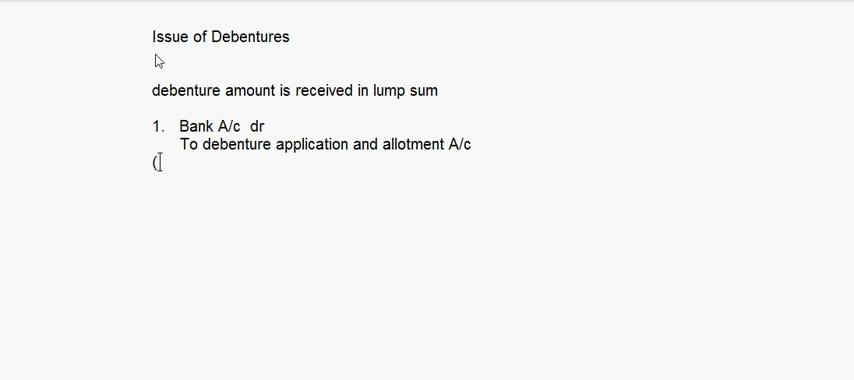 Issue of Debentures
debenture amount is received in lump sum
1. Bank A/c dr
To debenture application and allotment A/c
(